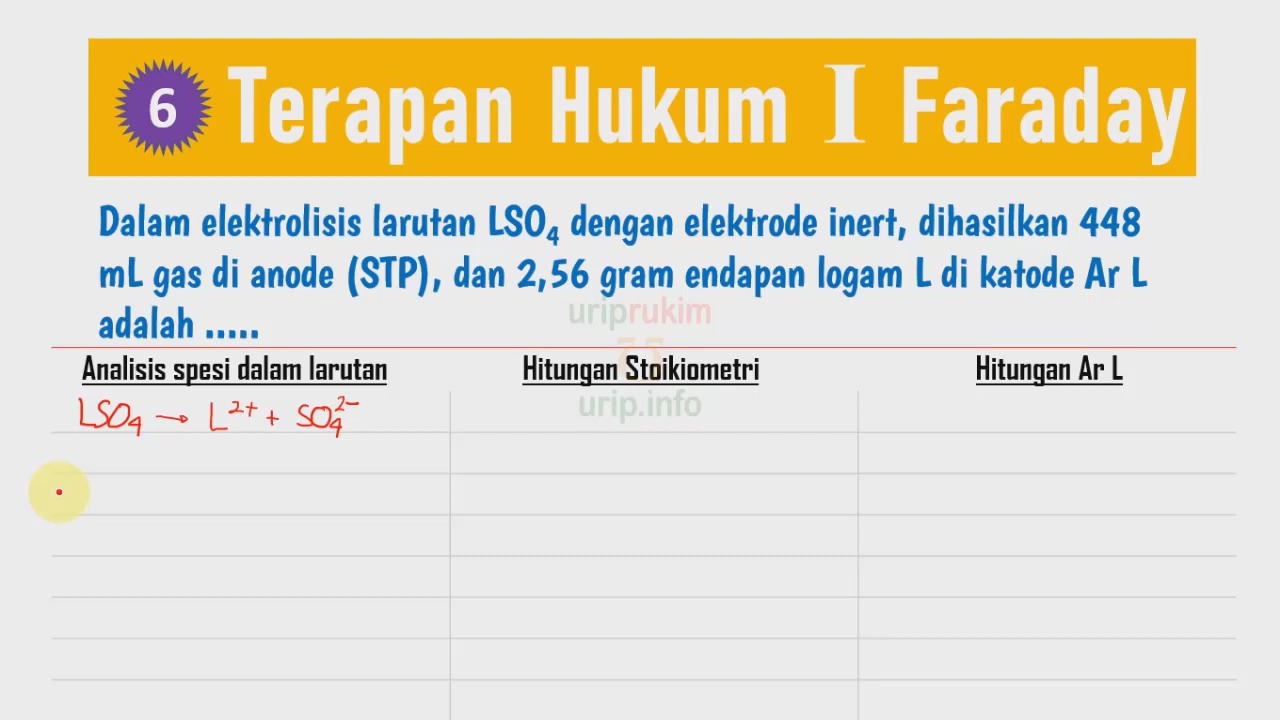 6 Terapan Hukum I Faraday
Dalam elektrolisis larutan LSO₄ dengan elektrode inert, dihasilkan 448
mL gas di anode (STP), dan 2,56 gram endapan logam L di katode Ar L
adalah .....
uriprukim
Analisis spesi dalam larutan
Hitungan Stoikiometri
Hitungan Ar L
urip.info
LSO₄ → L²⁺ + SO₄²⁻